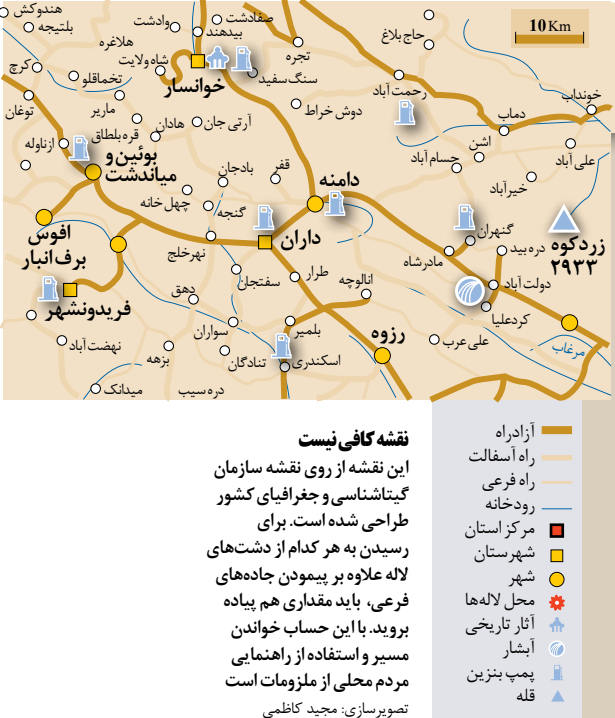 10 Km
هندوکش
بلتیجه
وادشت
صفادشت
بیدهند
حاج‌بلاغ
هلاغره
شاه‌ولایت
تجره
کرچ
تخماقلو
خوانسار
سنگ‌سفید
رحمت‌آباد
خونداب
توغان
ماربر
دوش خراط
دماب
قره‌بلطاق
هادان
آرتی‌جان
اشن
علی‌آباد
ازناوله
بوئین‌و
میاندشت
بادجان
قفر
حسام‌آباد
خیرآباد
چهل‌خانه
دامنه
افوس
برف‌انبار
گنجه
داران
گنهران
دره‌بید
زردکوه
۲۹۳۳
نهرخلج
مادرشاه
سفتجان
طرار
انالوچه
دولت‌آباد
فریدونشهر
دهق
کردعلیا
سواران
بلمیر
رزوه
علی‌عرب
مرغاب
نهضت‌آباد
بزهه
تنادگان
اسکندری
میدانک
دره‌سیب
نقشه کافی نیست
این نقشه از روی نقشه سازمان
گیتاشناسی و جغرافیای کشور
طراحی شده است. برای
رسیدن به هر کدام از دشت‌های
لاله علاوه بر پیمودن جاده‌های
فرعی، باید مقداری هم پیاده
بروید. با این حساب خواندن
مسیر و استفاده از راهنمایی
مردم محلی از ملزومات است
تصویرسازی: مجید کاظمی
آزادراه
راه آسفالت
راه فرعی
رودخانه
مرکز استان
شهرستان
شهر
محل لاله‌ها
آثار تاریخی
آبشار
پمپ بنزین
قله